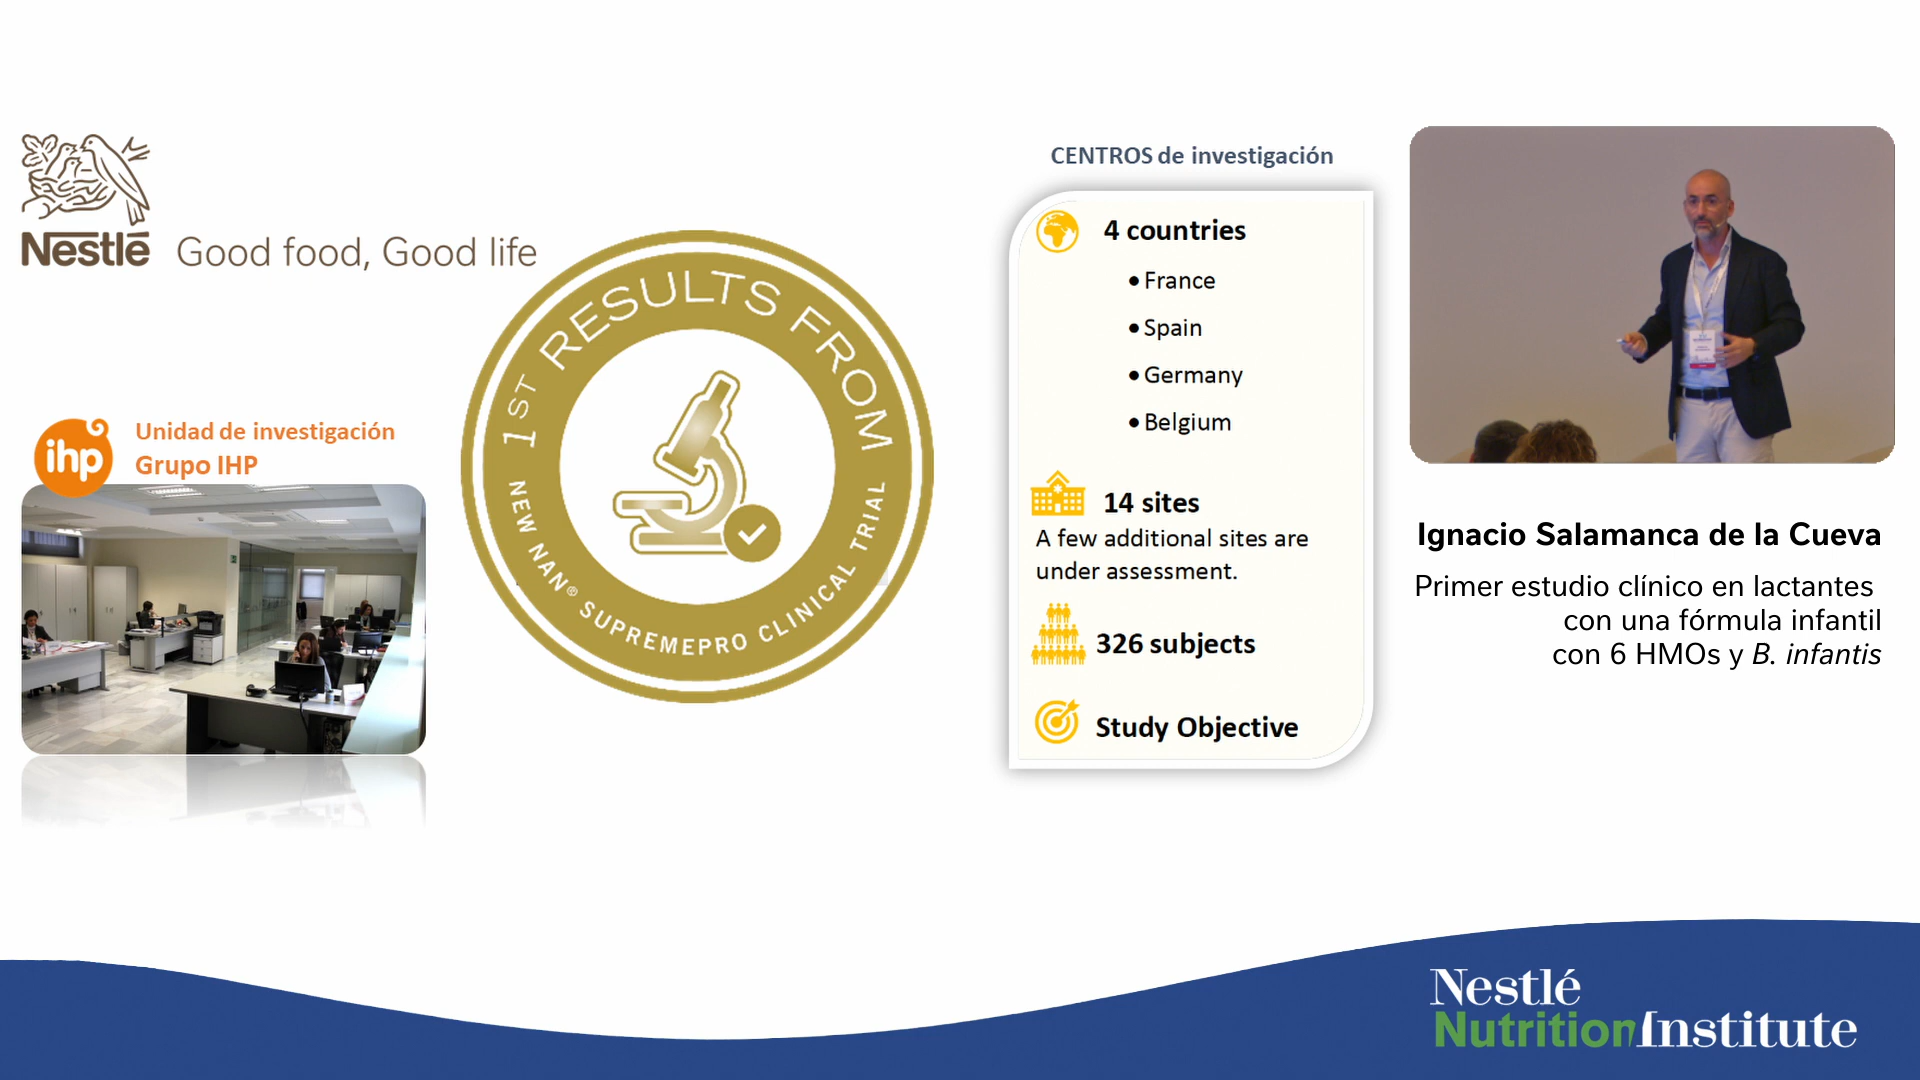 Nestlé
Good food, Good life
ihp
Unidad de investigación
Grupo IHP
1ST RESULTS FROM
NEW NAN® SUPREMEPRO CLINICAL TRIAL
CENTROS de investigación
4 countries
• France
• Spain
• Germany
• Belgium
14 sites
A few additional sites are
under assessment.
326 subjects
Study Objective
Ignacio Salamanca de la Cueva
Primer estudio clínico en lactantes
con una fórmula infantil
con 6 HMOs y B. infantis
Nestlé
NutritionInstitute